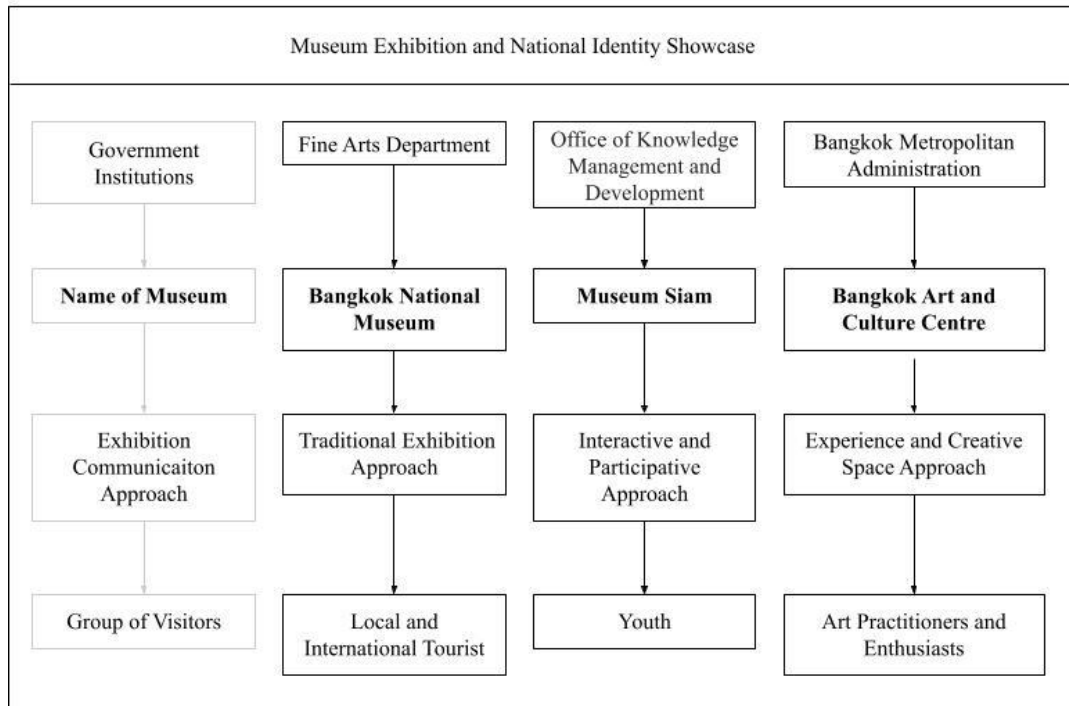 Museum Exhibition and National Identity Showcase
Government
Institutions
Fine Arts Department
Office of Knowledge
Management and
Development
Bangkok Metropolitan
Administration
Name of Museum
Bangkok National
Museum
Museum Siam
Bangkok Art and
Culture Centre
Exhibition
Communicaiton
Approach
Traditional Exhibition
Approach
Interactive and
Participative
Approach
Experience and Creative
Space Approach
Group of Visitors
Local and
International Tourist
Youth
Art Practitioners and
Enthusiasts